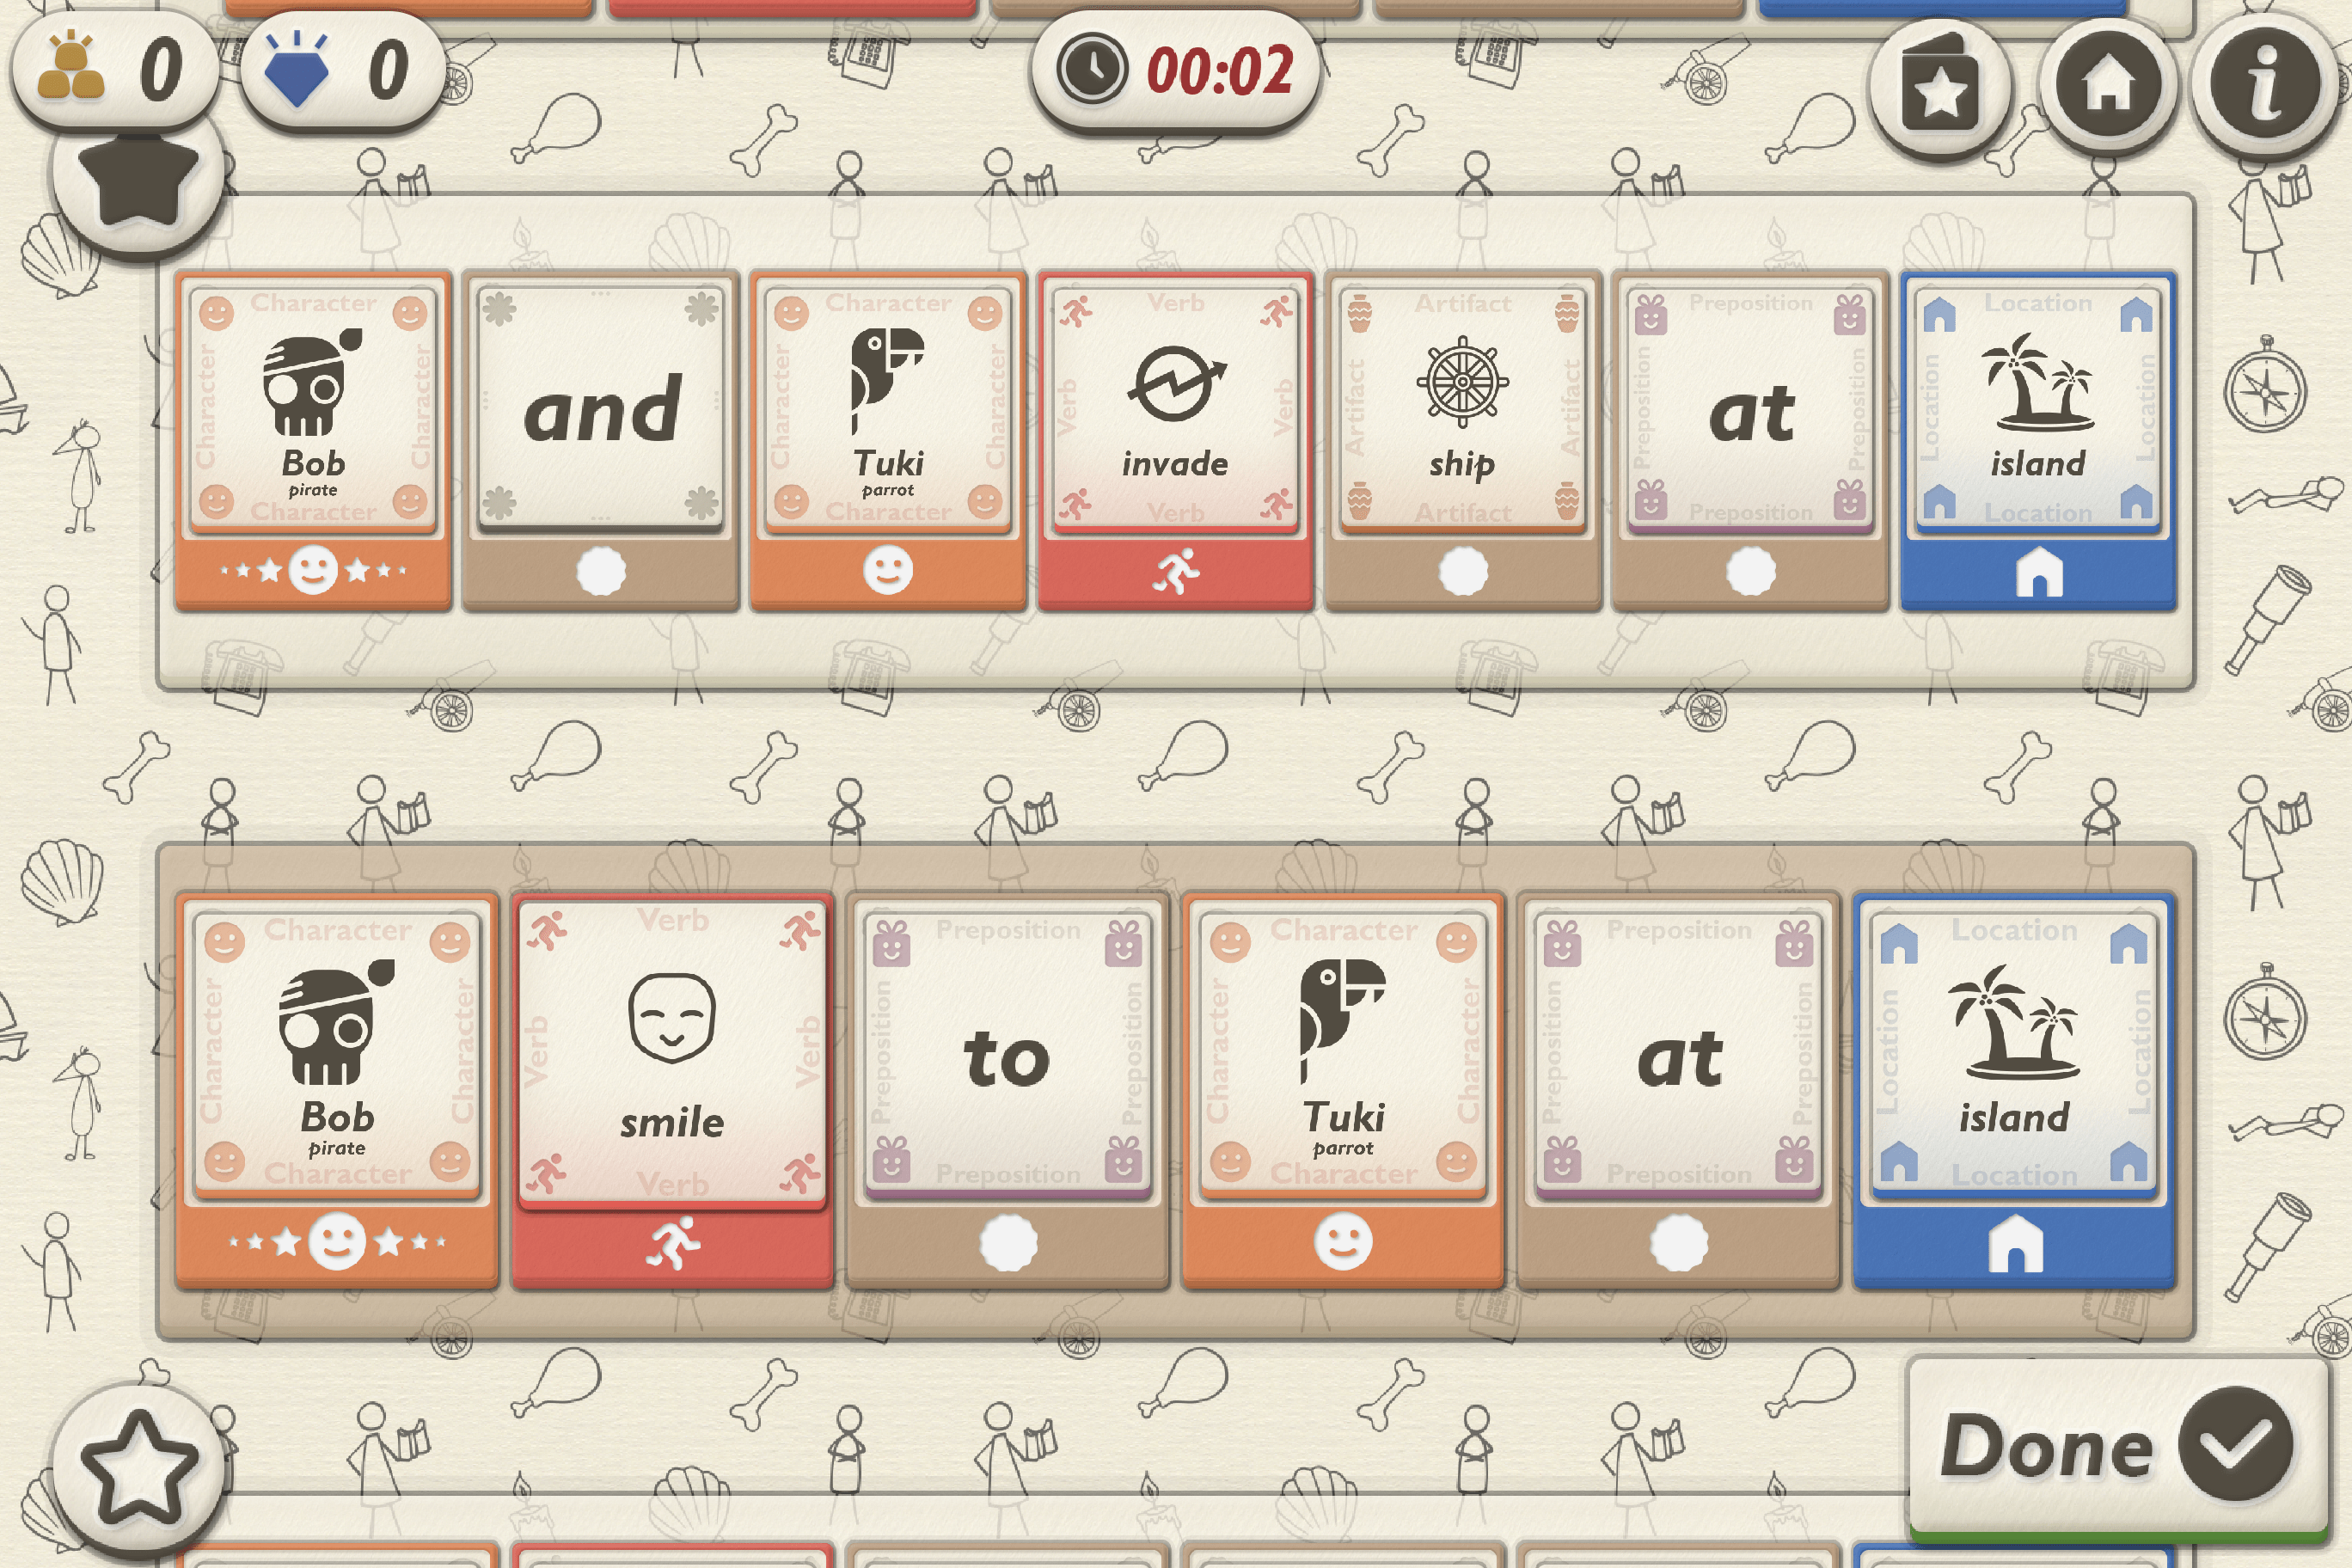 0
0
00:02
Character
Character
Character
Bob
pirate
Character
...
...
...
and
...
Character
Character
Character
Tuki
parrot
Character
Verb
Verb
Verb
invade
Verb
Artifact
Artifact
Artifact
ship
Artifact
Preposition
Preposition
Preposition
at
Preposition
Location
Location
Location
island
Location
Character
Character
Character
Bob
pirate
Character
Verb
Verb
Verb
smile
Verb
Preposition
Preposition
Preposition
to
Preposition
Character
Character
Character
Tuki
parrot
Character
Preposition
Preposition
Preposition
at
Preposition
Location
Location
Location
island
Location
Done